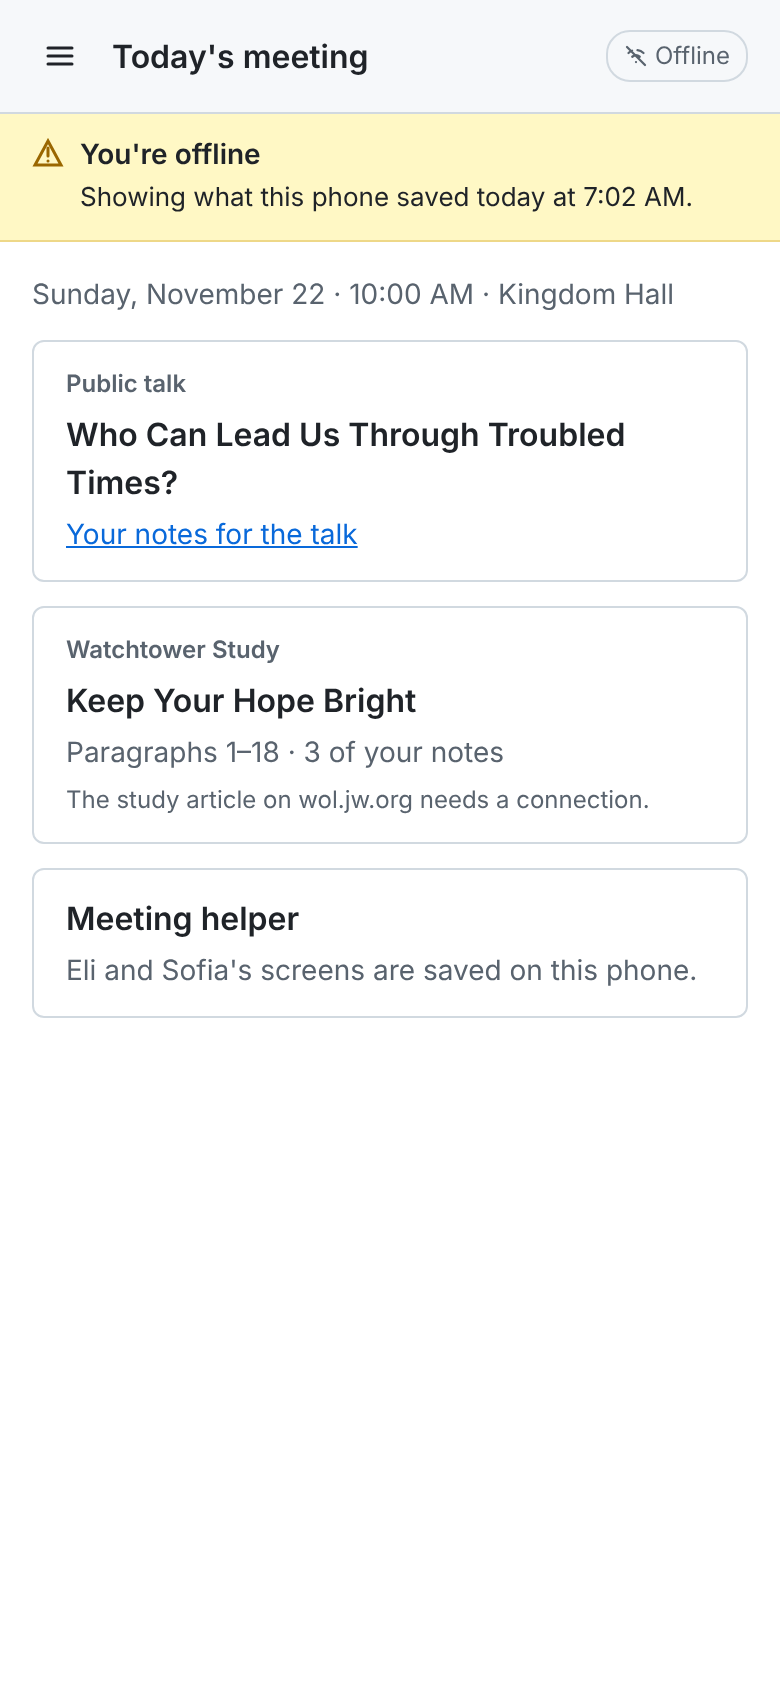 Today's meeting
Offline
You're offline
Showing what this phone saved today at 7:02 AM.
Sunday, November 22 · 10:00 AM · Kingdom Hall
Public talk
Who Can Lead Us Through Troubled
Times?
Your notes for the talk
Watchtower Study
Keep Your Hope Bright
Paragraphs 1–18 · 3 of your notes
The study article on wol.jw.org needs a connection.
Meeting helper
Eli and Sofia's screens are saved on this phone.